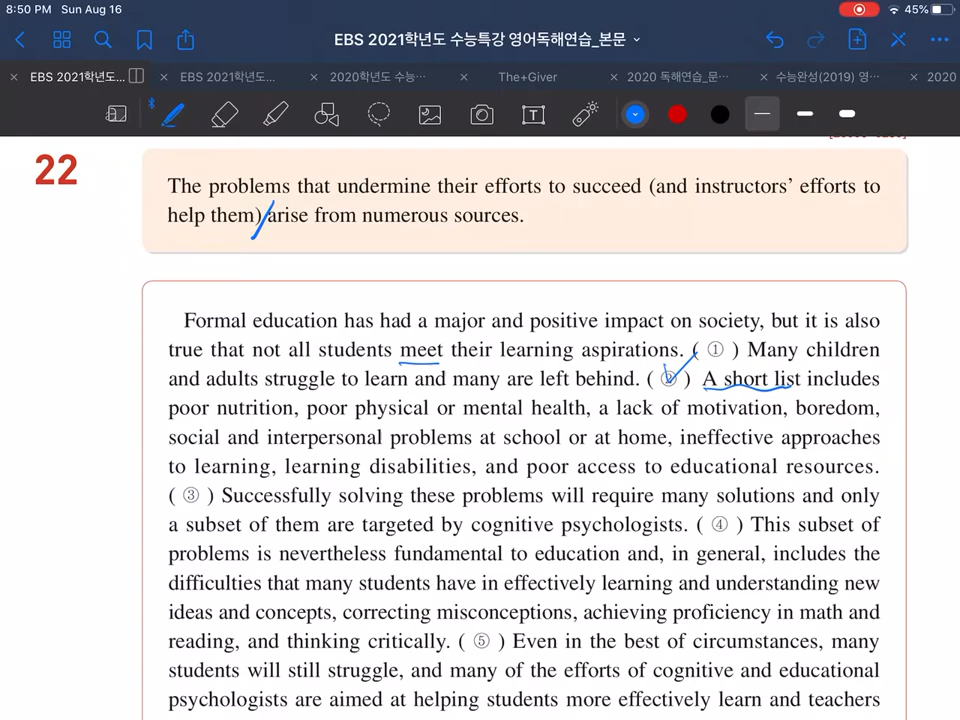 8:50 PM Sun Aug 16
45%
EBS 2021학년도 수능특강 영어독해연습_본문
EBS 2021학년도...
EBS 2021학년도...
2020학년도 수능...
The+Giver
2020 독해연습_문...
수능완성(2019) 영...
2020
22
The problems that undermine their efforts to succeed (and instructors' efforts to
help them) arise from numerous sources.
Formal education has had a major and positive impact on society, but it is also
true that not all students meet their learning aspirations. ( ① ) Many children
and adults struggle to learn and many are left behind. ( ② ) A short list includes
poor nutrition, poor physical or mental health, a lack of motivation, boredom,
social and interpersonal problems at school or at home, ineffective approaches
to learning, learning disabilities, and poor access to educational resources.
( ③ ) Successfully solving these problems will require many solutions and only
a subset of them are targeted by cognitive psychologists. ( ④ ) This subset of
problems is nevertheless fundamental to education and, in general, includes the
difficulties that many students have in effectively learning and understanding new
ideas and concepts, correcting misconceptions, achieving proficiency in math and
reading, and thinking critically. ( ⑤ ) Even in the best of circumstances, many
students will still struggle, and many of the efforts of cognitive and educational
psychologists are aimed at helping students more effectively learn and teachers